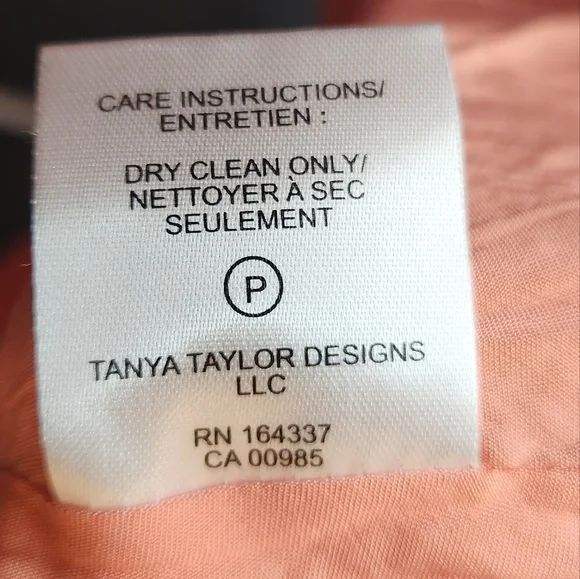 CARE INSTRUCTIONS/
ENTRETIEN :
DRY CLEAN ONLY/
NETTOYER À SEC
SEULEMENT
P
TANYA TAYLOR DESIGNS
LLC
RN 164337
CA 00985